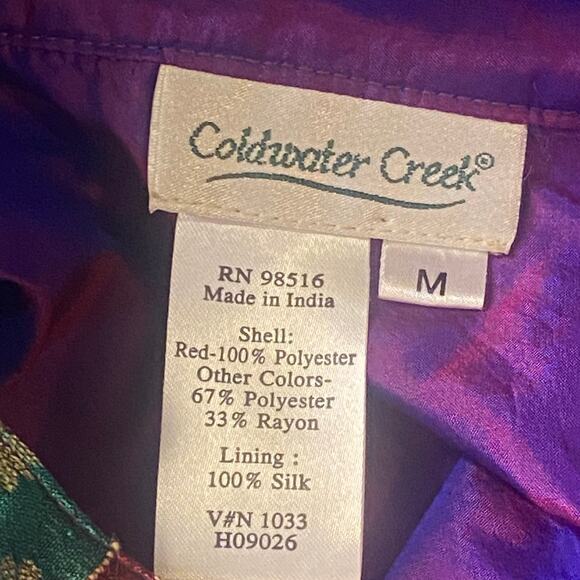 Coldwater Creek®
M
RN 98516
Made in India
Shell:
Red-100% Polyester
Other Colors-
67% Polyester
33% Rayon
Lining :
100% Silk
V#N 1033
H09026